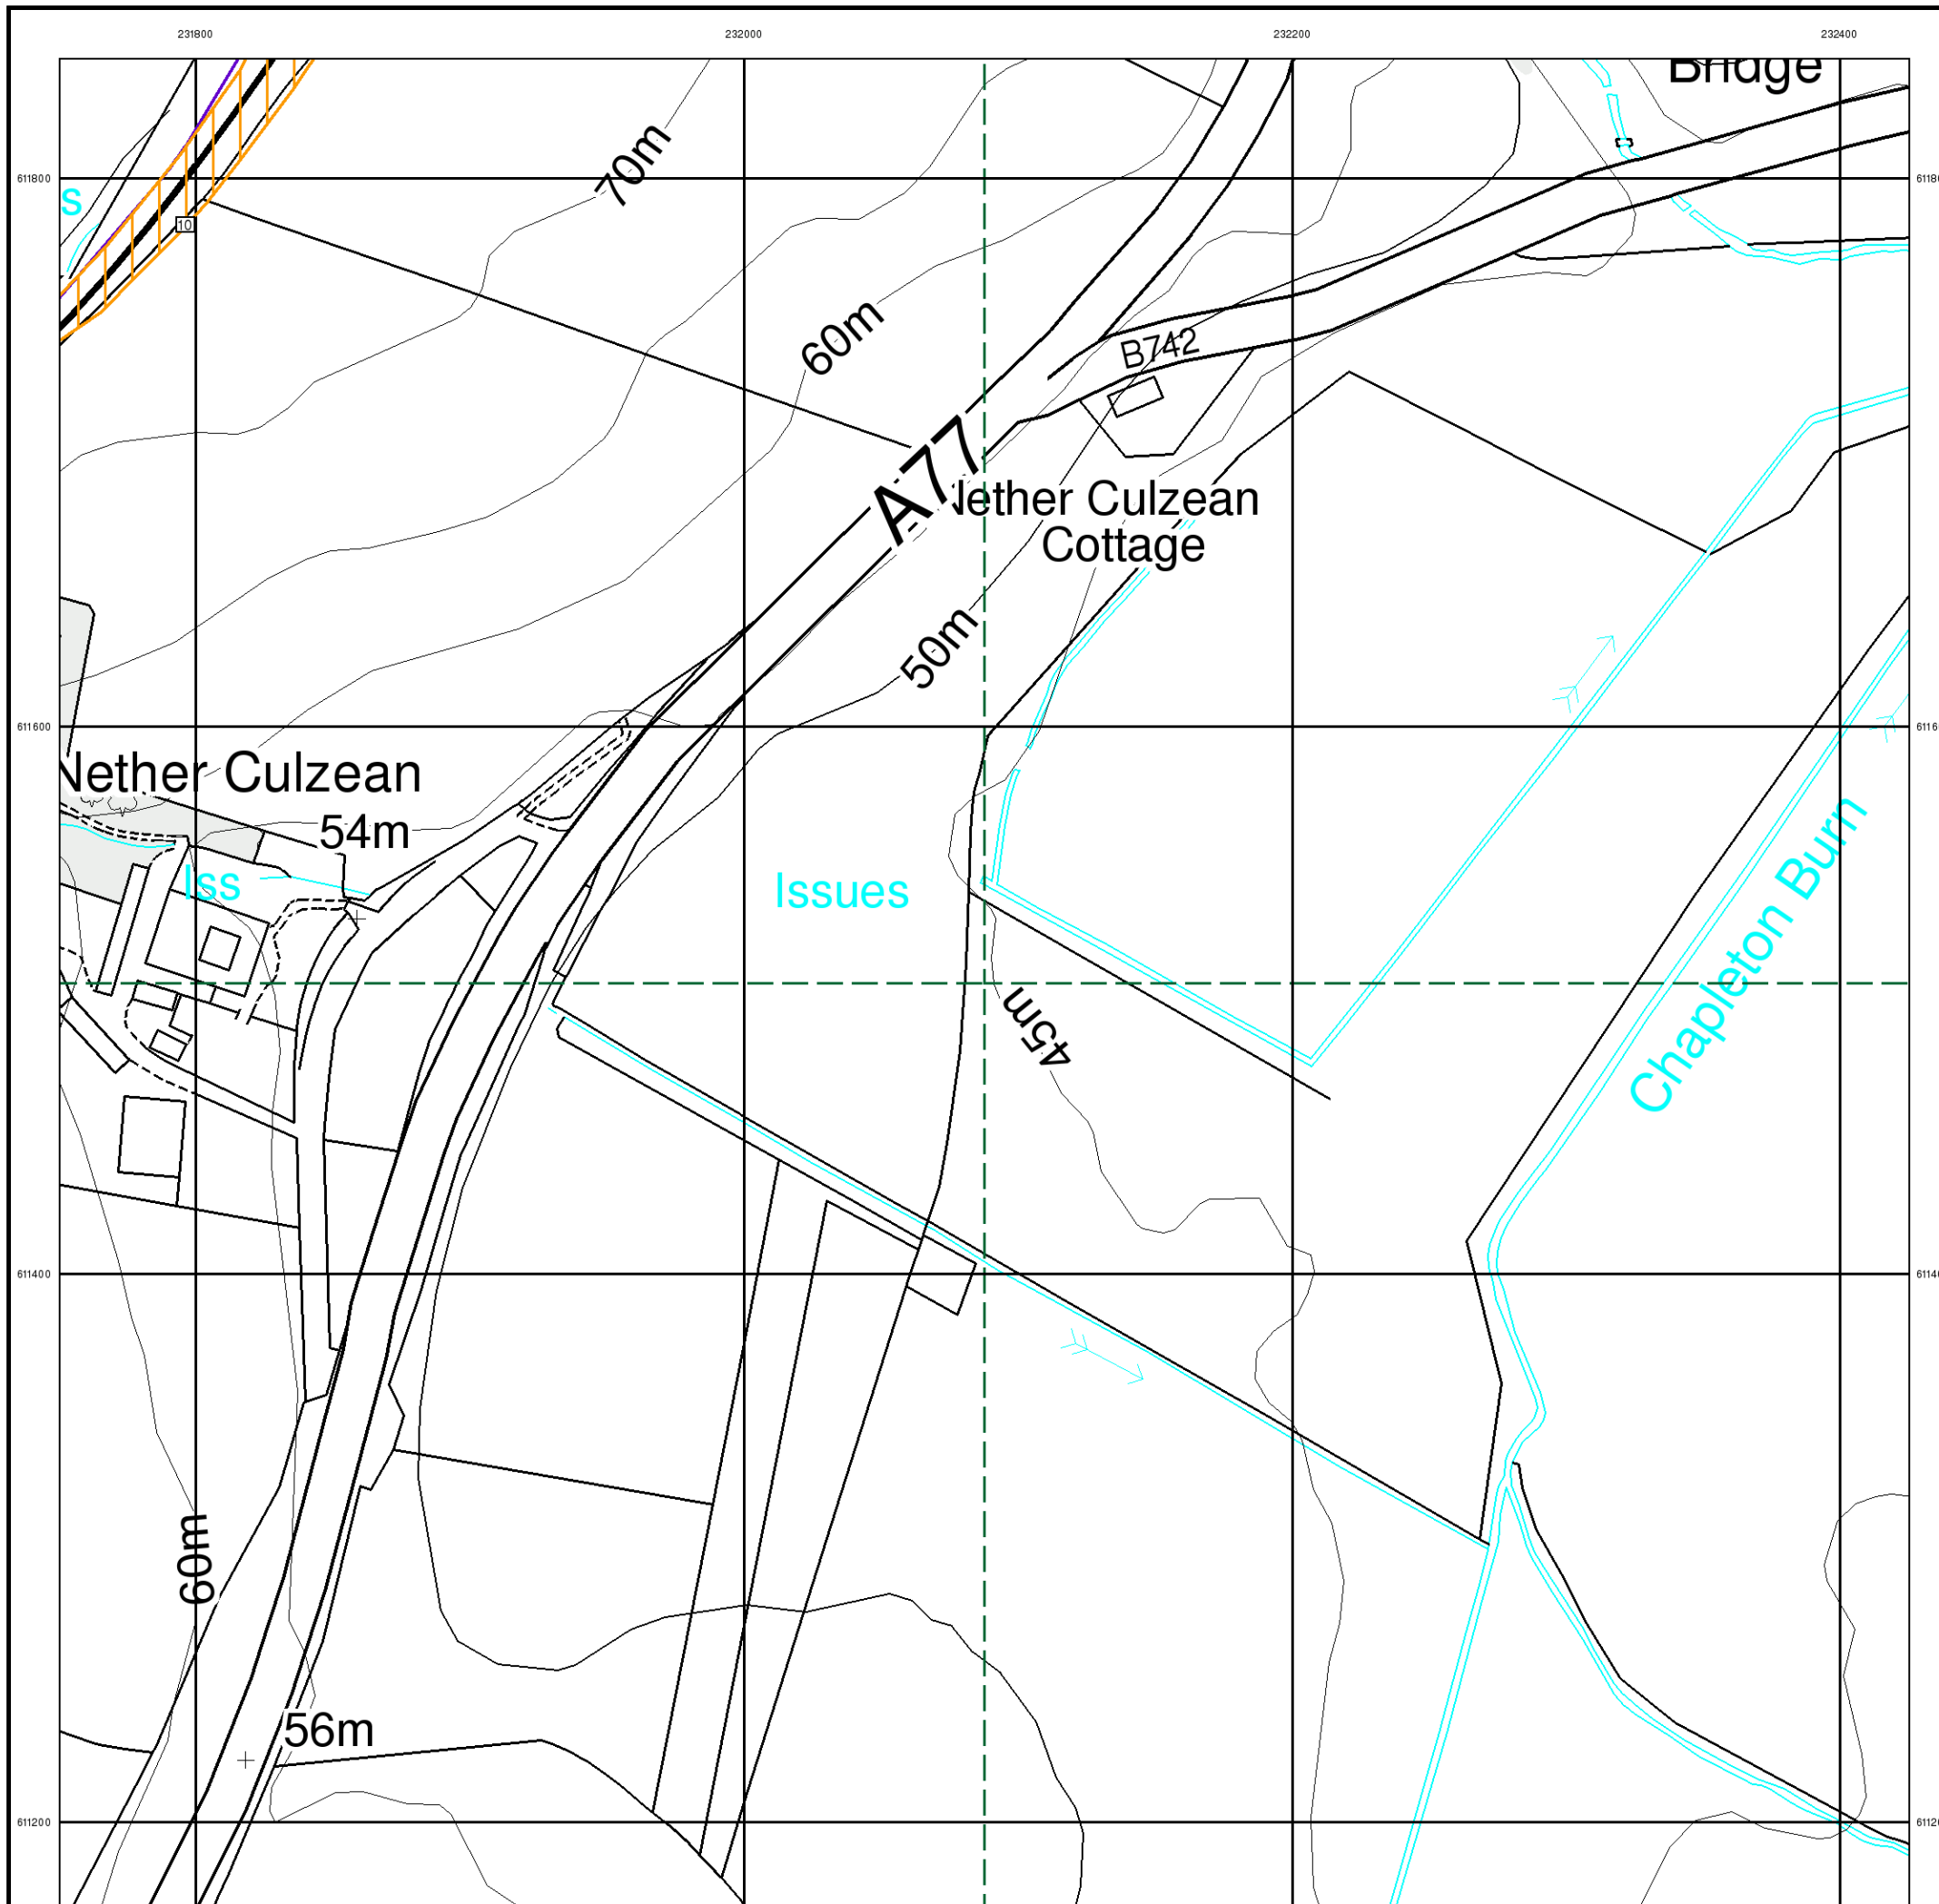 231800 232000 232200 232400
Bridge
70m
611800
s
10
60m
B742
A77
Nether Culzean
Cottage
50m
611600
Nether Culzean
54m
Iss
Issues
Chapleton Burn
45m
611400
60m
56m
611200